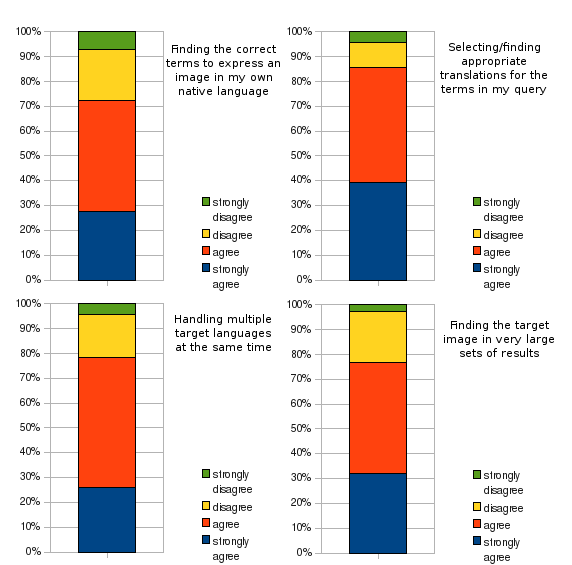 100%
90%
80%
70%
60%
50%
40%
30%
20%
10%
0%
Finding the correct
terms to express an
image in my own
native language
strongly
disagree
disagree
agree
strongly
agree
100%
90%
80%
70%
60%
50%
40%
30%
20%
10%
0%
Selecting/finding
appropriate
translations for the
terms in my query
strongly
disagree
disagree
agree
strongly
agree
100%
90%
80%
70%
60%
50%
40%
30%
20%
10%
0%
Handling multiple
target languages
at the same time
strongly
disagree
disagree
agree
strongly
agree
100%
90%
80%
70%
60%
50%
40%
30%
20%
10%
0%
Finding the target
image in very large
sets of results
strongly
disagree
disagree
agree
strongly
agree